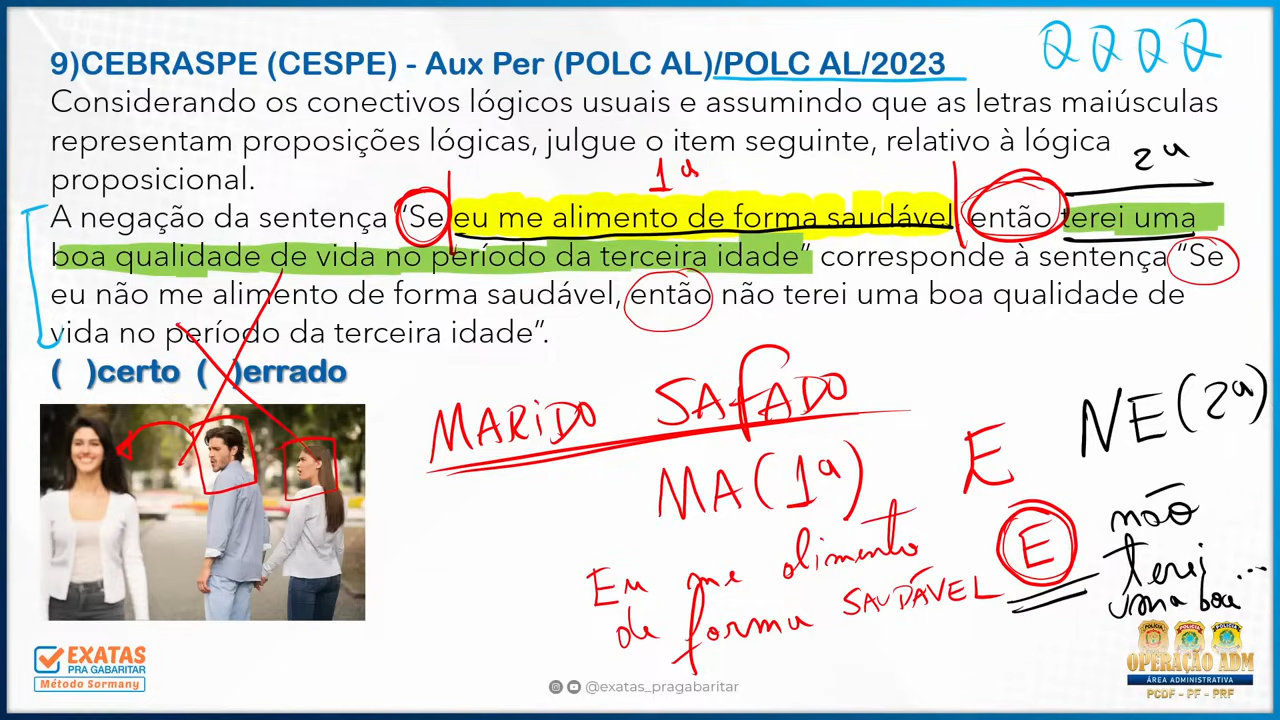 9)CEBRASPE (CESPE) - Aux Per (POLC AL)/POLC AL/2023
Considerando os conectivos lógicos usuais e assumindo que as letras maiúsculas
representam proposições lógicas, julgue o item seguinte, relativo à lógica
2ª
proposicional.
1ª
A negação da sentença “Se eu me alimento de forma saudável, então terei uma
boa qualidade de vida no período da terceira idade” corresponde à sentença “Se
eu não me alimento de forma saudável, então não terei uma boa qualidade de
vida no período da terceira idade”.
( )certo ( )errado
MARIDO SAFADO
MA(1ª) E NE(2ª)
Eu me alimento
de forma SAUDÁVEL
E
não
terei ...
uma boa
EXATAS
PRA GABARITAR
Método Sormany
@exatas_pragabaritar
POLÍCIA POLÍCIA POLÍCIA
OPERAÇÃO ADM
ÁREA ADMINISTRATIVA
PCDF - PF - PRF